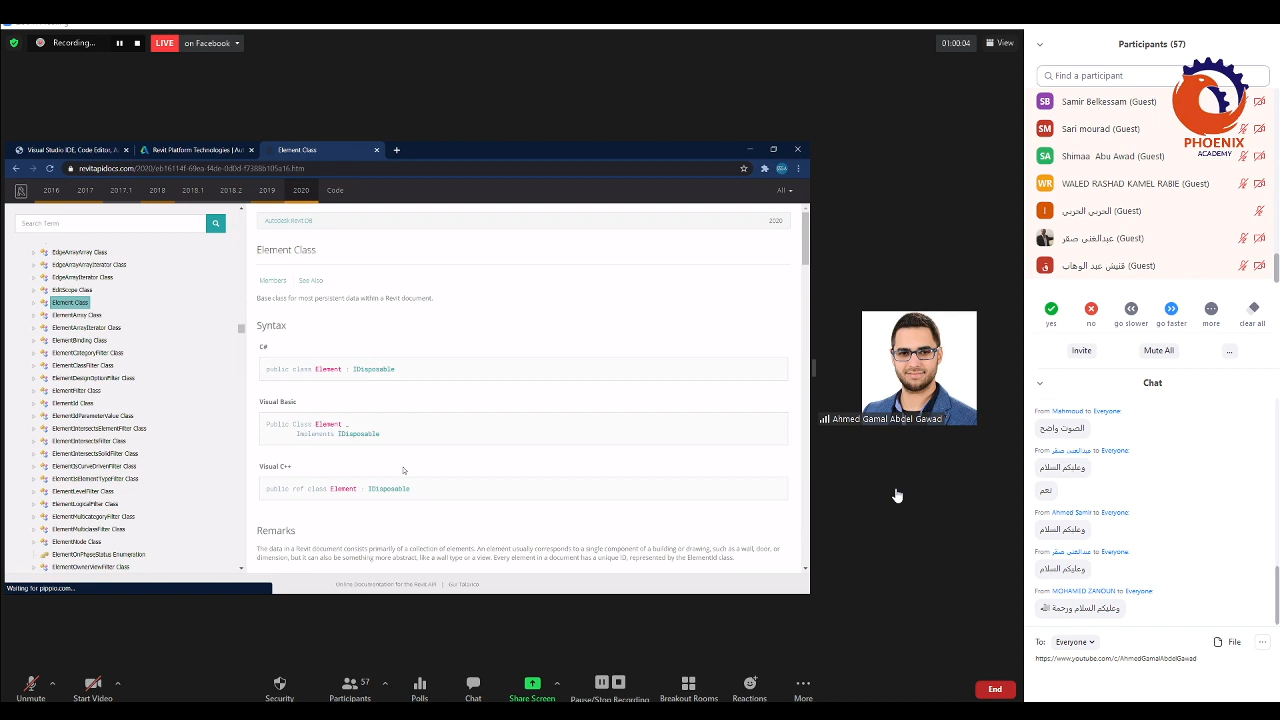 Recording...
LIVE
on Facebook
01:00:04
View
Participants (57)
Find a participant
PHOENIX
ACADEMY
SB Samir Belkessam (Guest)
SM Sari mourad (Guest)
SA Shimaa Abu Awad (Guest)
WR WALED RASHAD KAMEL RABIE (Guest)
ا الحربي الحربي (Guest)
عبدالغني صقر (Guest)
ق قنيش عبد الوهاب (Guest)
yes
no
go slower
go faster
more
clear all
Invite
Mute All
...
Chat
From Mahmoud to Everyone:
الصوت واضح
From عبدالغني صقر to Everyone:
وعليكم السلام
نعم
From Ahmed Samir to Everyone:
وعليكم السلام
From عبدالغني صقر to Everyone:
وعليكم السلام
From MOHAMED ZANOUN to Everyone:
وعليكم السلام ورحمة الله
To: Everyone
File
https://www.youtube.com/c/AhmedGamalAbdelGawad
Visual Studio IDE, Code Editor, A
Revit Platform Technologies | Aut
Element Class
revitapidocs.com/2020/eb16114f-69ea-f4de-0d0d-f7388b105a16.htm
2016 2017 2017.1 2018 2018.1 2018.2 2019 2020 Code
All
Search Term
EdgeArrayArray Class
EdgeArrayArrayIterator Class
EdgeArrayIterator Class
EditScope Class
Element Class
ElementArray Class
ElementArrayIterator Class
ElementBinding Class
ElementCategoryFilter Class
ElementClassFilter Class
ElementDesignOptionFilter Class
ElementFilter Class
ElementId Class
ElementIdParameterValue Class
ElementIntersectsElementFilter Class
ElementIntersectsFilter Class
ElementIntersectsSolidFilter Class
ElementIsCurveDrivenFilter Class
ElementIsElementTypeFilter Class
ElementLevelFilter Class
ElementLogicalFilter Class
ElementMulticategoryFilter Class
ElementMulticlassFilter Class
ElementNode Class
ElementOnPhaseStatus Enumeration
ElementOwnerViewFilter Class
Autodesk.Revit.DB
2020
Element Class
Members
See Also
Base class for most persistent data within a Revit document.
Syntax
C#
public class Element : IDisposable
Visual Basic
Public Class Element _
Implements IDisposable
Visual C++
public ref class Element : IDisposable
Remarks
The data in a Revit document consists primarily of a collection of elements. An element usually corresponds to a single component of a building or drawing, such as a wall, door, or
dimension, but it can also be something more abstract, like a wall type or a view. Every element in a document has a unique ID, represented by the ElementId class.
Online Documentation for the Revit API | Gui Talarico
Waiting for pippio.com...
Ahmed Gamal Abdel Gawad
Unmute
Start Video
Security
57
Participants
Polls
Chat
Share Screen
Pause/Stop Recording
Breakout Rooms
Reactions
More
End